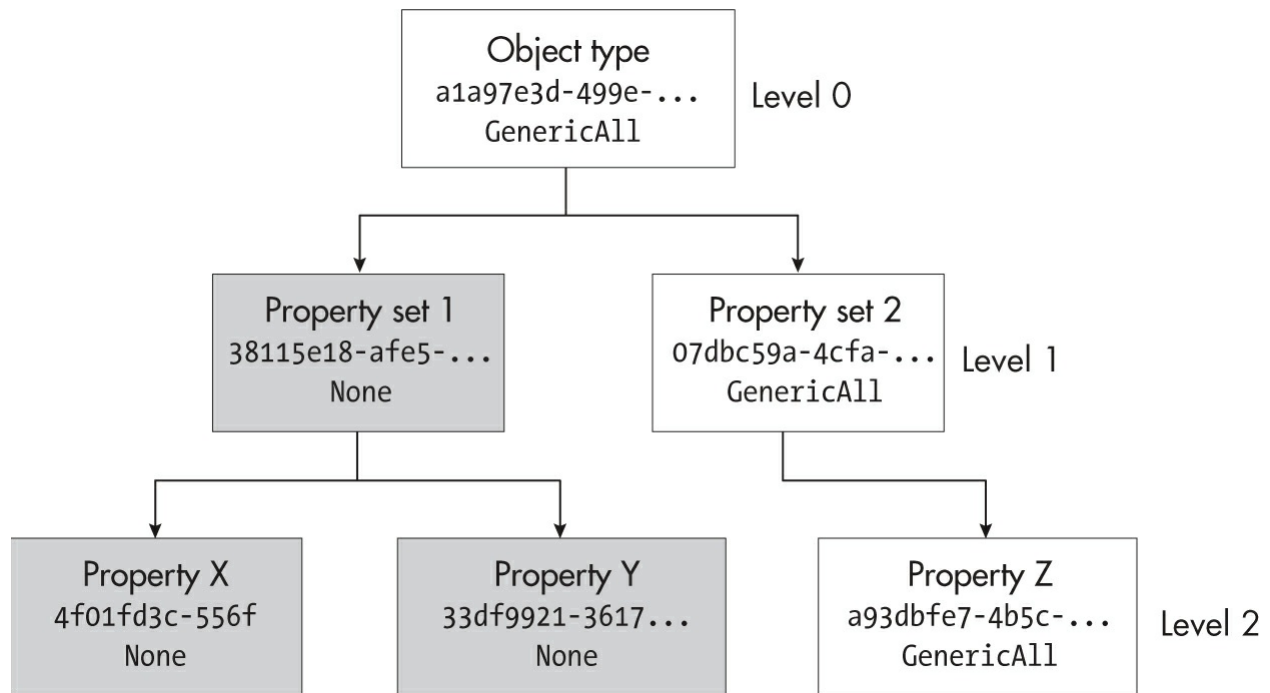 Object type
a1a97e3d-499e-...
GenericAll
Level 0
Property set 1
38115e18-afe5-...
None
Property set 2
07dbc59a-4cfa-...
GenericAll
Level 1
Property X
4f01fd3c-556f
None
Property Y
33df9921-3617...
None
Property Z
a93dbfe7-4b5c-...
GenericAll
Level 2